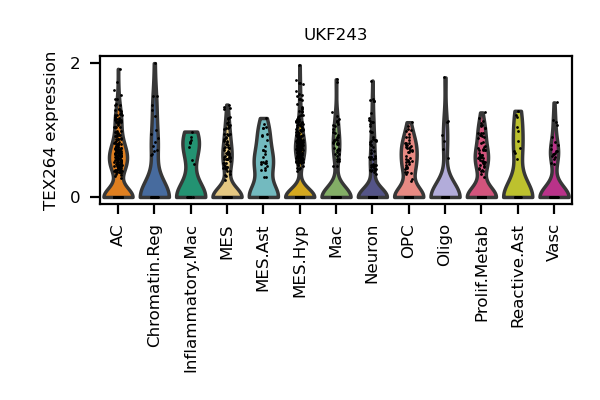 UKF243
TEX264 expression
2
0
AC
Chromatin.Reg
Inflammatory.Mac
MES
MES.Ast
MES.Hyp
Mac
Neuron
OPC
Oligo
Prolif.Metab
Reactive.Ast
Vasc